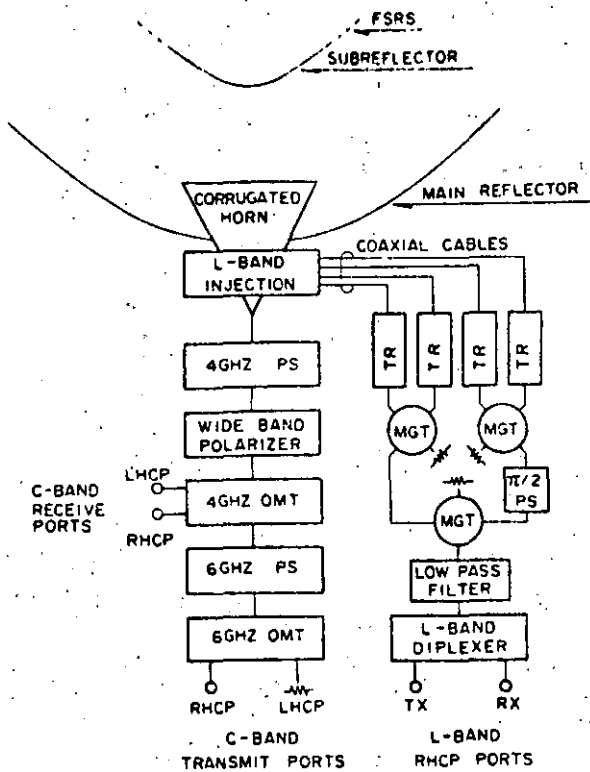 FSRS
SUBREFLECTOR
CORRUGATED
HORN
MAIN REFLECTOR
COAXIAL CABLES
L-BAND
INJECTION
TR
TR
TR
TR
4GHZ PS
MGT
MGT
WIDE BAND
POLARIZER
π/2
PS
LHCP
C-BAND
RECEIVE
PORTS
4GHZ OMT
MGT
RHCP
6GHZ PS
LOW PASS
FILTER
6GHZ OMT
L-BAND
DIPLEXER
RHCP
LHCP
TX
RX
C-BAND
TRANSMIT PORTS
L-BAND
RHCP PORTS